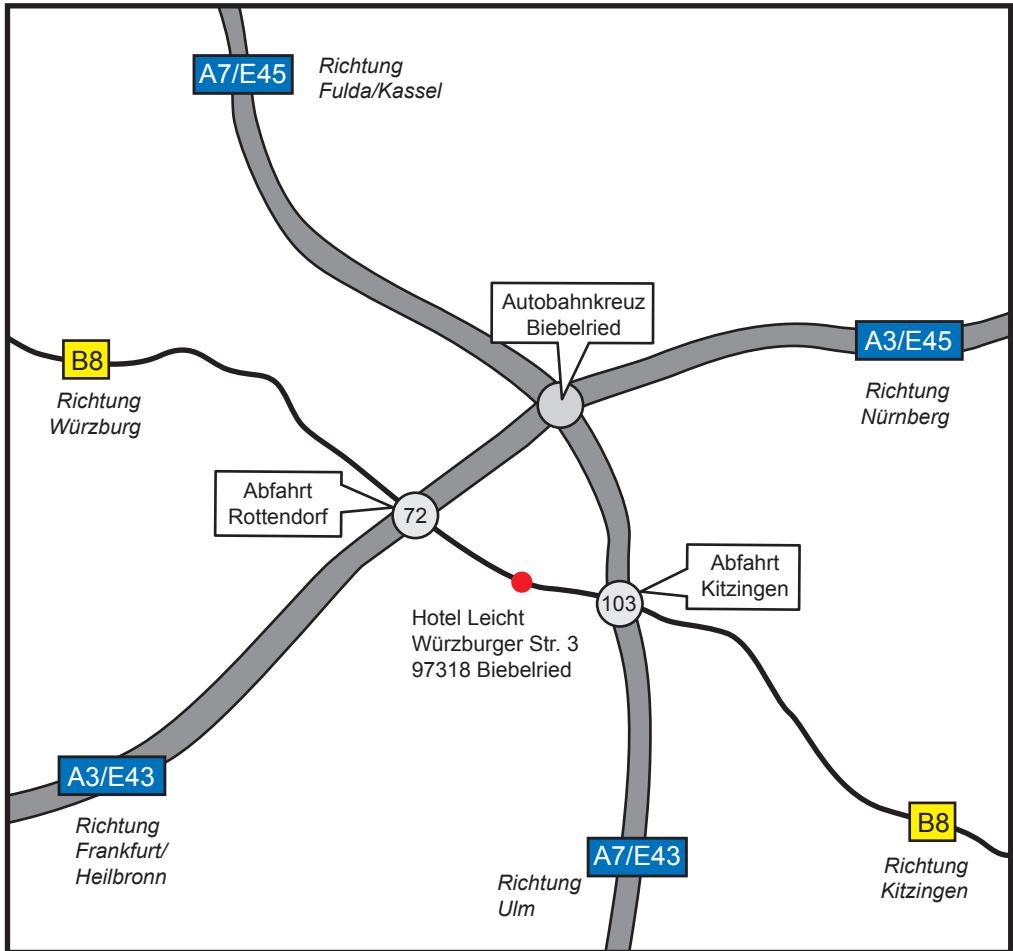 A7/E45
Richtung
Fulda/Kassel
Autobahnkreuz
Biebelried
A3/E45
Richtung
Nürnberg
B8
Richtung
Würzburg
Abfahrt
Rottendorf
72
Abfahrt
Kitzingen
103
Hotel Leicht
Würzburger Str. 3
97318 Biebelried
A3/E43
Richtung
Frankfurt/
Heilbronn
A7/E43
Richtung
Ulm
B8
Richtung
Kitzingen